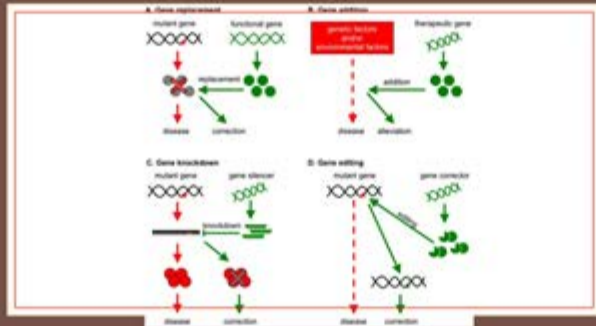 A. Gene replacement
mutant gene
functional gene
replacement
disease
correction
B. Gene addition
genetic factors
and/or
environmental factors
therapeutic gene
addition
disease
alleviation
C. Gene knockdown
mutant gene
gene silencer
knockdown
disease
correction
D. Gene editing
mutant gene
gene corrector
editing
disease
correction